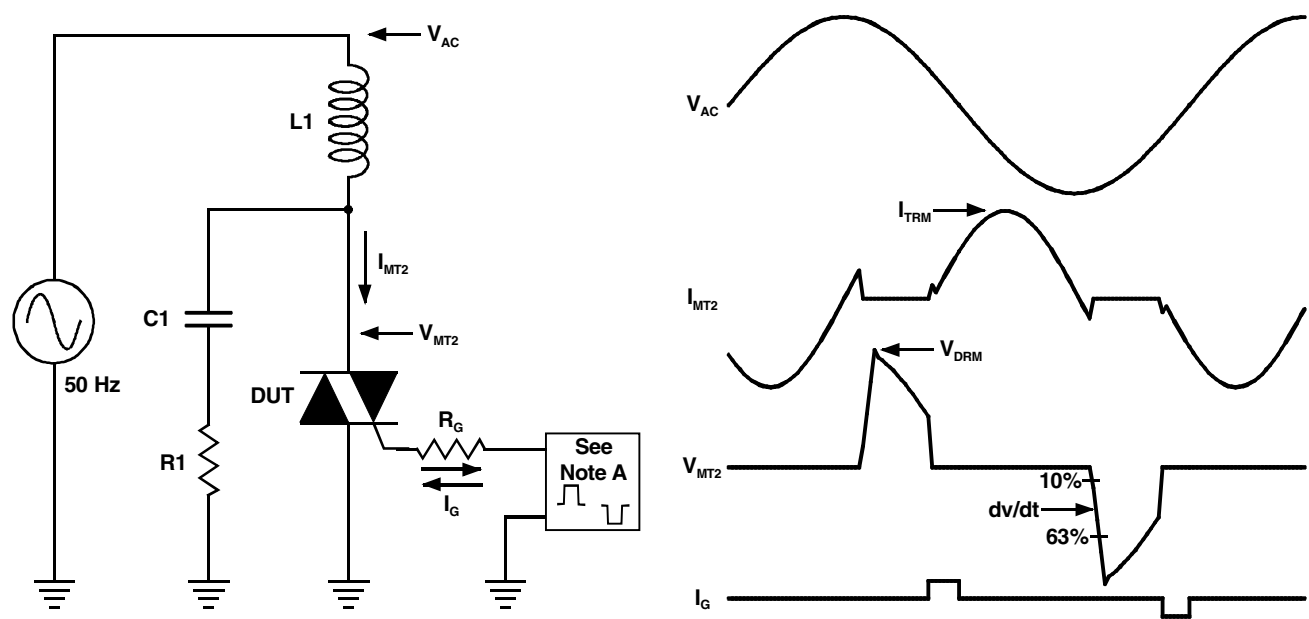 V_AC
L1
I_MT2
C1
V_MT2
50 Hz
DUT
R_G
R1
See
Note A
I_G
V_AC
I_TRM
I_MT2
V_DRM
V_MT2
10%
dv/dt
63%
I_G